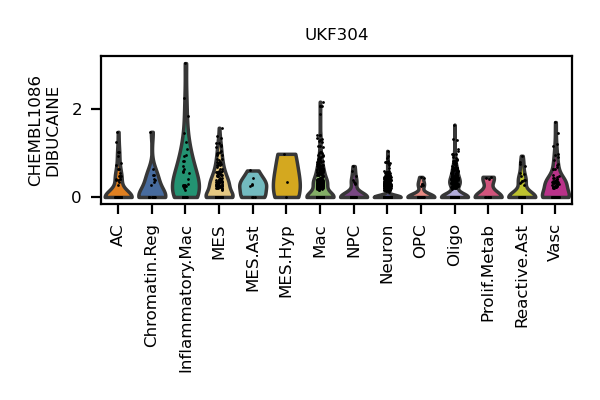 UKF304
CHEMBL1086
DIBUCAINE
2
0
AC
Chromatin.Reg
Inflammatory.Mac
MES
MES.Ast
MES.Hyp
Mac
NPC
Neuron
OPC
Oligo
Prolif.Metab
Reactive.Ast
Vasc